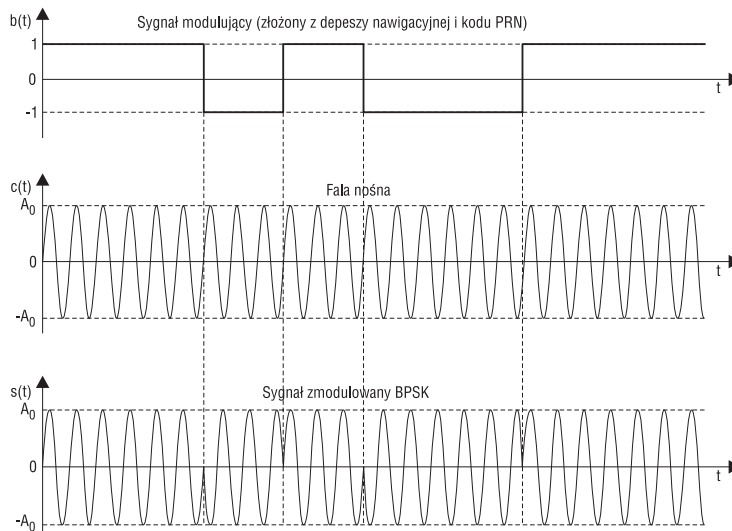 b(t)
Sygnał modulujący (złożony z depeszy nawigacyjnej i kodu PRN)
1
0
t
-1
c(t)
Fala nośna
A0
0
t
-A0
s(t)
Sygnał zmodulowany BPSK
A0
0
t
-A0